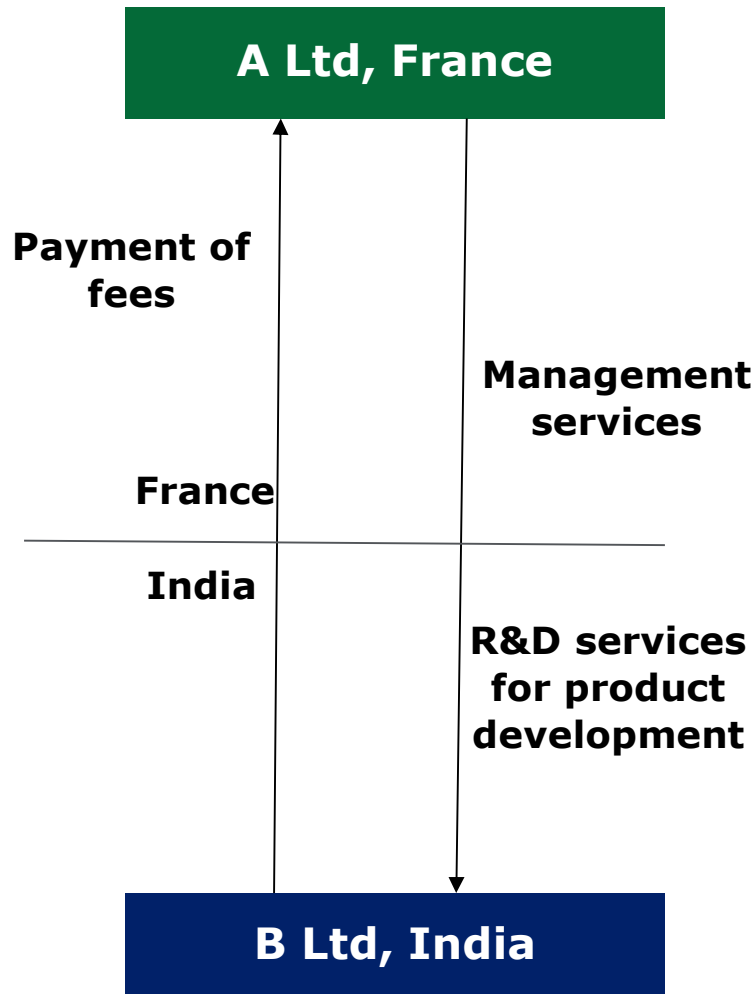 A Ltd, France
Payment of
fees
Management
services
France
India
R&D services
for product
development
B Ltd, India